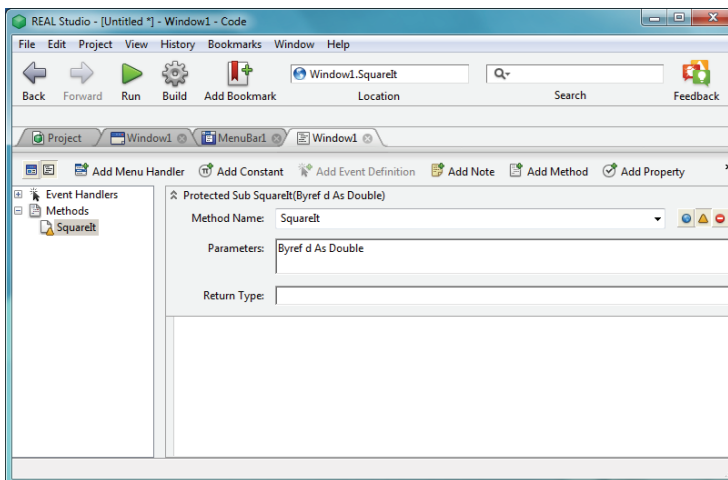 REAL Studio - [Untitled *] - Window1 - Code
File Edit Project View History Bookmarks Window Help
Window1.SquareIt
Back Forward Run Build Add Bookmark Location Search Feedback
Project Window1 MenuBar1 Window1
Add Menu Handler Add Constant Add Event Definition Add Note Add Method Add Property
Event Handlers
Methods
SquareIt
Protected Sub SquareIt(Byref d As Double)
Method Name: SquareIt
Parameters: Byref d As Double
Return Type: